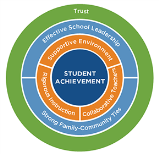 Trust
Effective School Leadership
Supportive Environment
STUDENT
ACHIEVEMENT
Rigorous Instruction
Collaborative Teachers
Strong Family-Community Ties